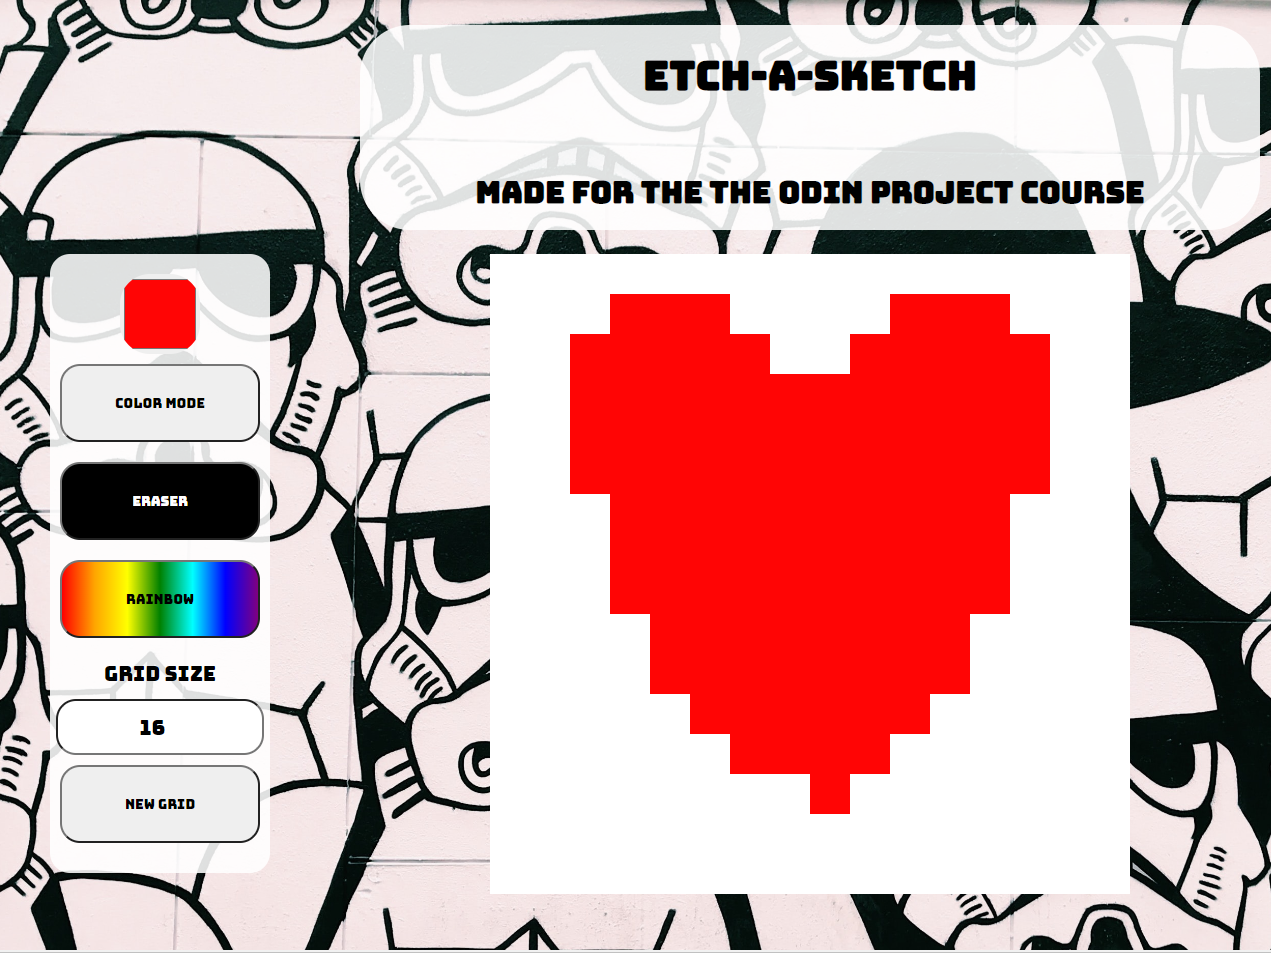 ETCH-A-SKETCH
MADE FOR THE THE ODIN PROJECT COURSE
COLOR MODE
ERASER
RAINBOW
GRID SIZE
16
NEW GRID